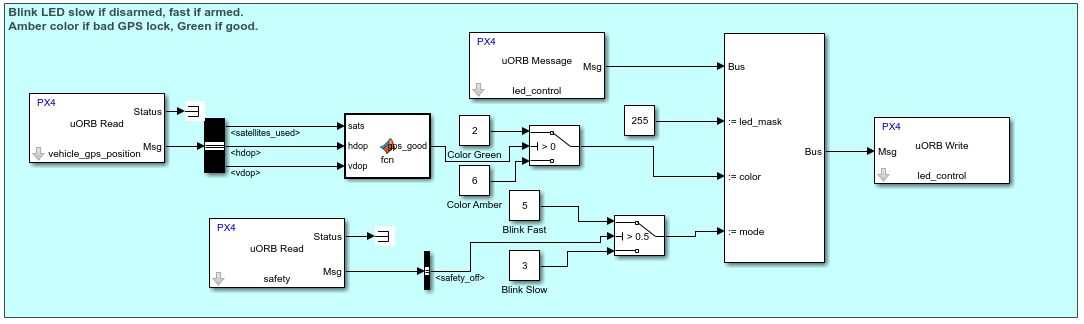 Blink LED slow if disarmed, fast if armed.
Amber color if bad GPS lock, Green if good.
PX4
uORB Message
Msg
led_control
PX4
uORB Read
Status
Msg
vehicle_gps_position
<satellites_used>
<hdop>
<vdop>
sats
hdop
vdop
gps_good
fcn
2
Color Green
6
Color Amber
> 0
255
Bus
:= led_mask
:= color
:= mode
Bus
PX4
uORB Write
Msg
led_control
PX4
uORB Read
Status
Msg
safety
<safety_off>
5
Blink Fast
3
Blink Slow
> 0.5